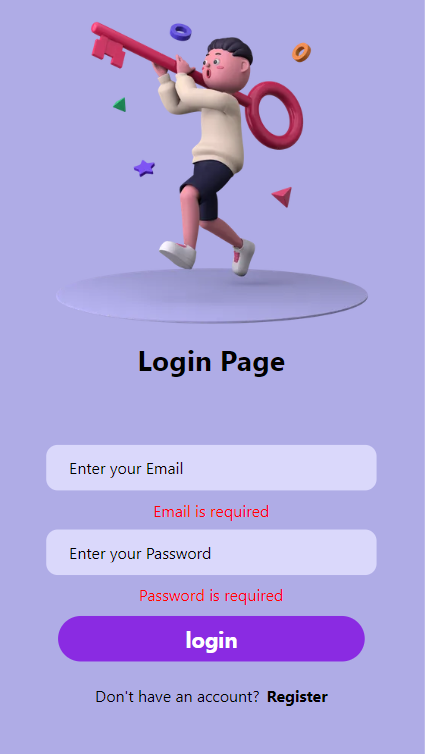 Login Page
Enter your Email
Email is required
Enter your Password
Password is required
login
Don't have an account? Register